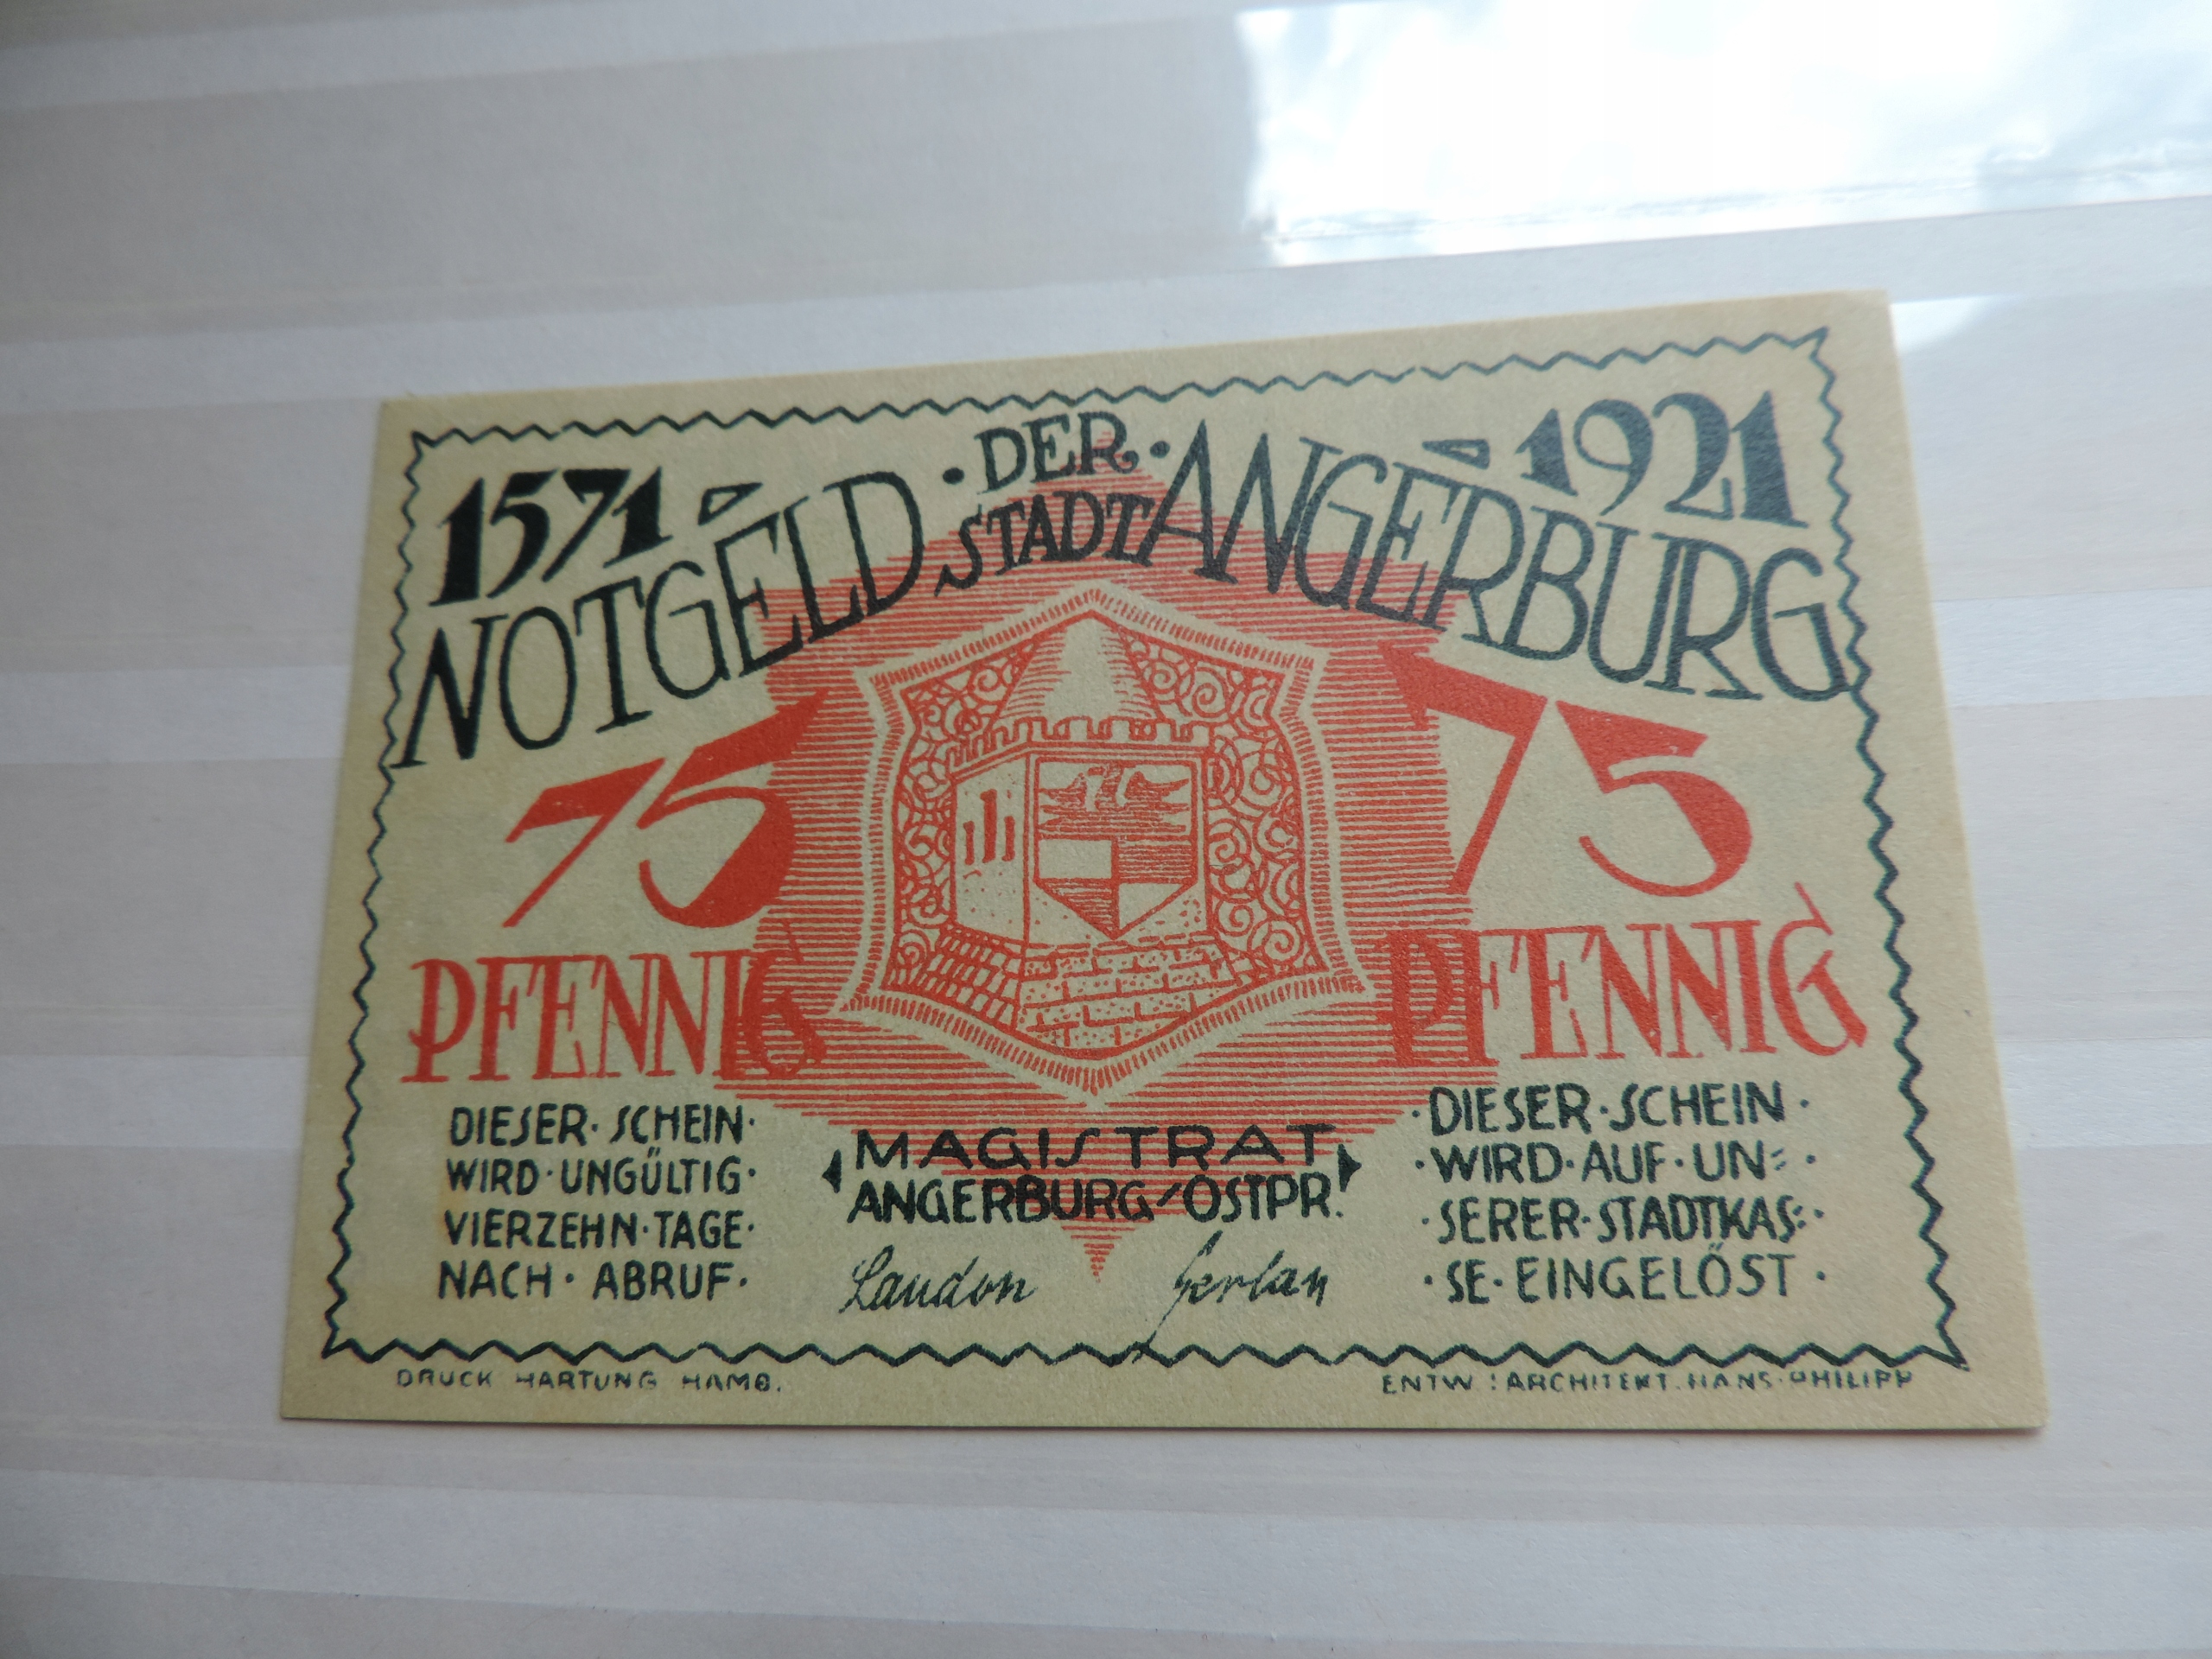 1571 - - 1921
NOTGELD · DER · STADT ANGERBURG
75 75
PFENNIG PFENNIG
DIESER · SCHEIN ·
WIRD · UNGÜLTIG ·
VIERZEHN · TAGE ·
NACH · ABRUF ·
MAGISTRAT
ANGERBURG/OSTPR.
Laudon
· DIESER · SCHEIN ·
· WIRD · AUF · UN= ·
· SERER · STADTKAS= ·
· SE · EINGELÖST ·
DRUCK HARTUNG HAMB.
ENTW : ARCHITEKT. HANS · PHILIPP